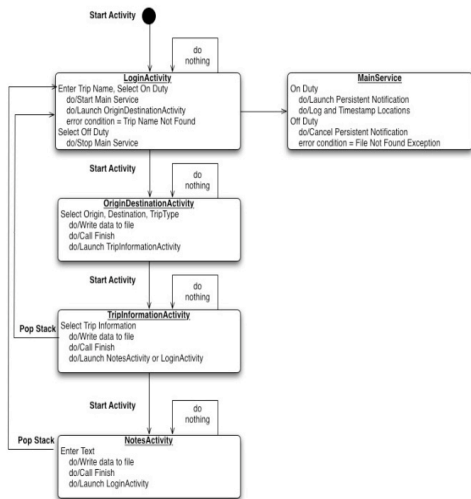 Start Activity
do
nothing
LoginActivity
Enter Trip Name, Select On Duty
do/Start Main Service
do/Launch OriginDestinationActivity
error condition = Trip Name Not Found
Select Off Duty
do/Stop Main Service
MainService
On Duty
do/Launch Persistent Notification
do/Log and Timestamp Locations
Off Duty
do/Cancel Persistent Notification
error condition = File Not Found Exception
Start Activity
do
nothing
OriginDestinationActivity
Select Origin, Destination, TripType
do/Write data to file
do/Call Finish
do/Launch TripInformationActivity
Start Activity
do
nothing
TripInformationActivity
Select Trip Information
do/Write data to file
do/Call Finish
do/Launch NotesActivity or LoginActivity
Pop Stack
Start Activity
do
nothing
NotesActivity
Enter Text
do/Write data to file
do/Call Finish
do/Launch LoginActivity
Pop Stack